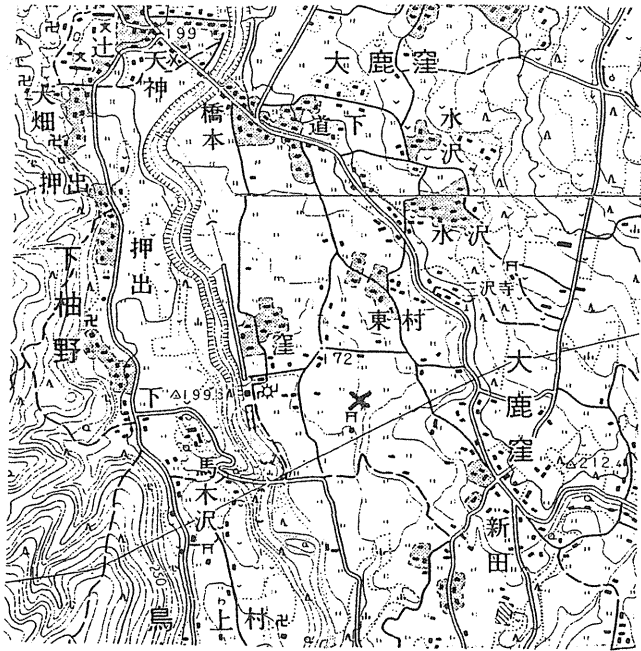 辻
199
天神
大鹿窪
橋本
道下
水沢
大畑
押出
押出
水沢
下柚野
三沢寺
東村
窪
172
大鹿窪
下
199
馬木沢
212
新田
鳥
上村